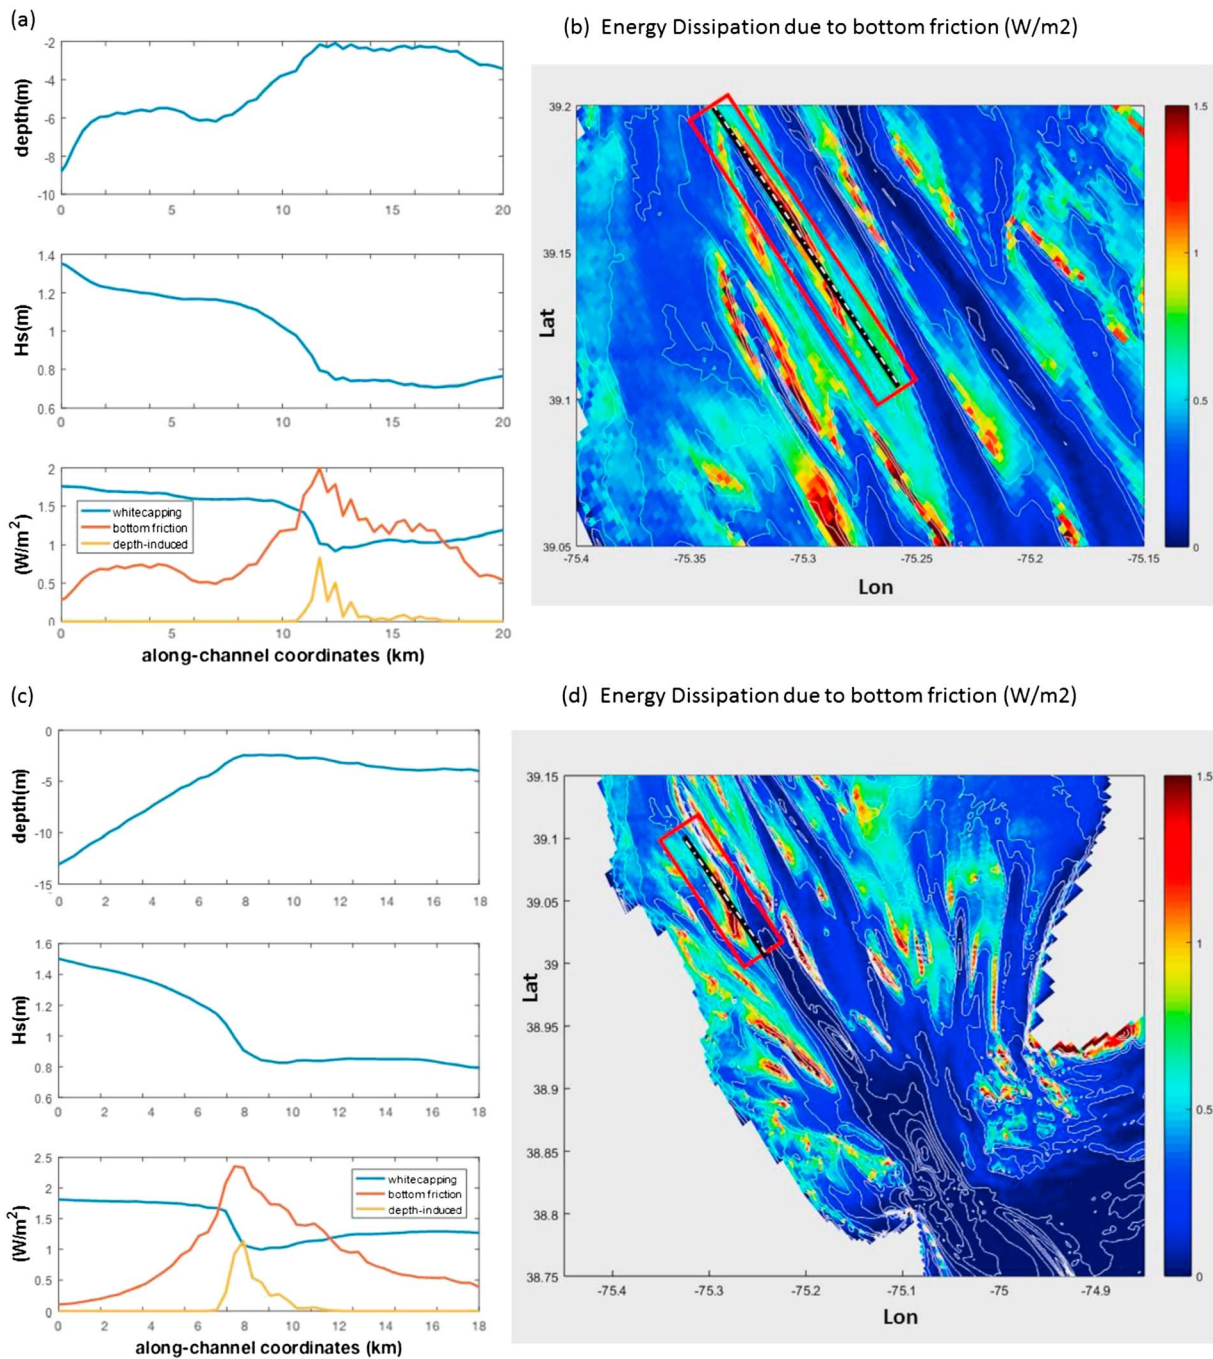 (a)
depth(m)
-2
-4
-6
-8
-10
0 5 10 15 20
Hs(m)
1.4
1.2
1
0.8
0.6
0 5 10 15 20
(W/m²)
2
1.5
1
0.5
0
whitecapping
bottom friction
depth-induced
0 5 10 15 20
along-channel coordinates (km)
(b) Energy Dissipation due to bottom friction (W/m2)
Lat
39.2
39.15
39.1
39.05
-75.4 -75.35 -75.3 -75.25 -75.2 -75.15
Lon
1.5
1
0.5
0
(c)
depth(m)
0
-5
-10
-15
0 2 4 6 8 10 12 14 16 18
Hs(m)
1.6
1.4
1.2
1
0.8
0.6
0 2 4 6 8 10 12 14 16 18
(W/m²)
2.5
2
1.5
1
0.5
0
whitecapping
bottom friction
depth-induced
0 2 4 6 8 10 12 14 16 18
along-channel coordinates (km)
(d) Energy Dissipation due to bottom friction (W/m2)
Lat
39.15
39.1
39.05
39
38.95
38.9
38.85
38.8
38.75
-75.4 -75.3 -75.2 -75.1 -75 -74.9
Lon
1.5
1
0.5
0